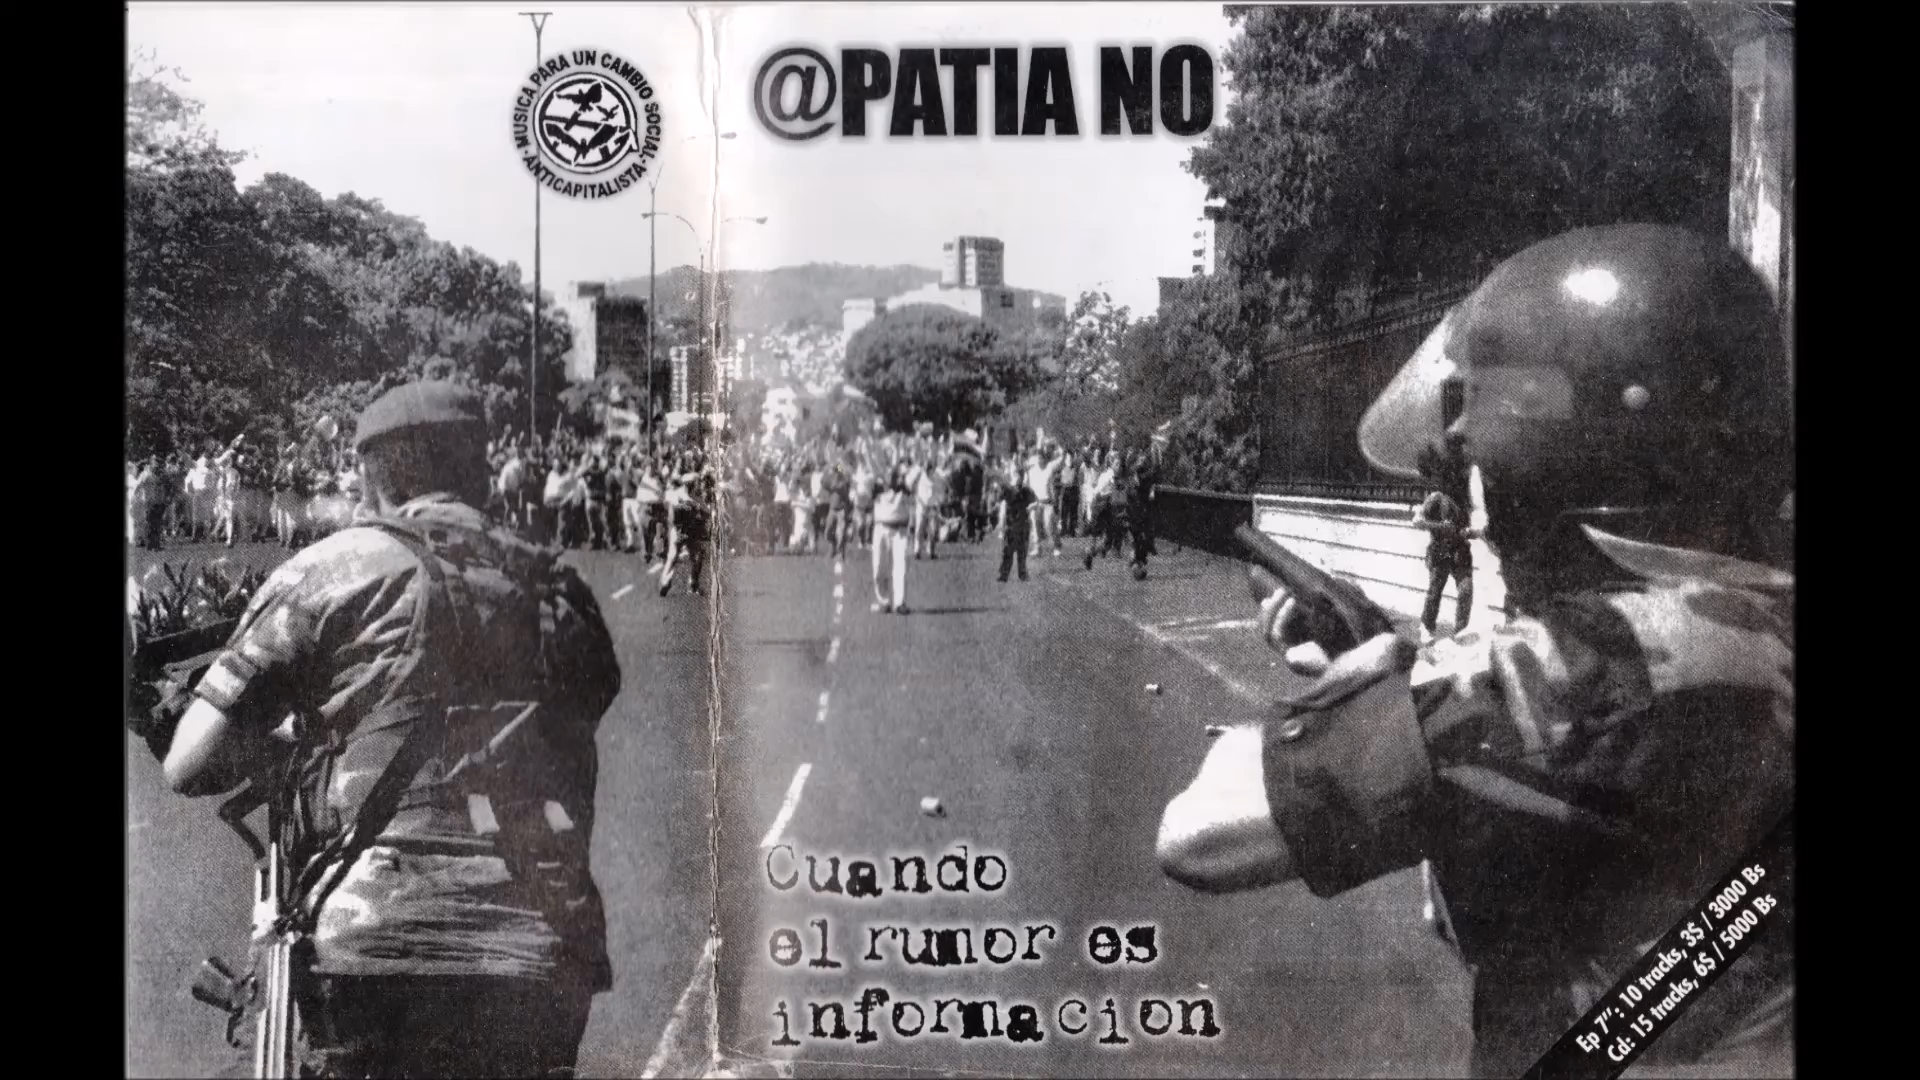 MUSICA PARA UN CAMBIO SOCIAL · ANTICAPITALISTA ·
@PATIA NO
Cuando
el rumor es
informacion
Ep 7": 10 tracks, 3$ / 3000 Bs
Cd: 15 tracks, 6$ / 5000 Bs